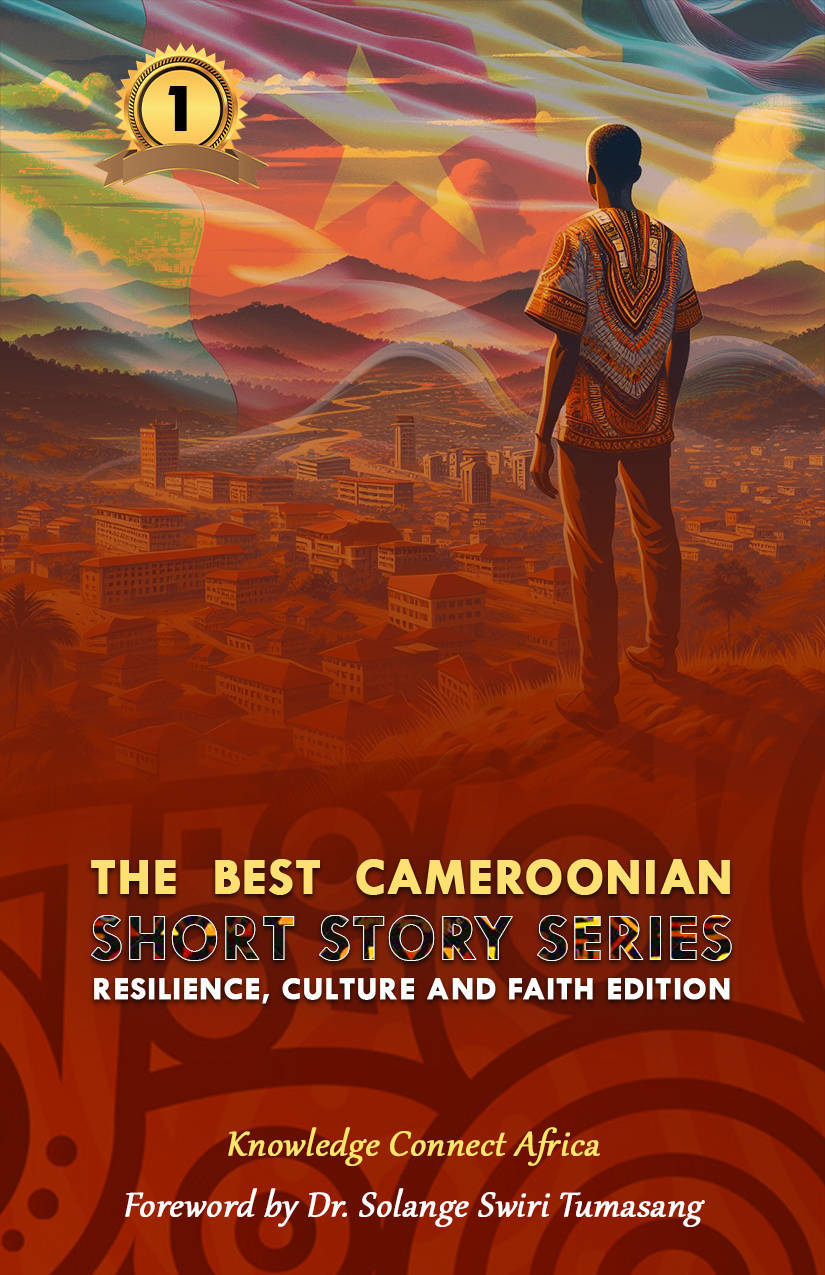 1
THE BEST CAMEROONIAN
SHORT STORY SERIES
RESILIENCE, CULTURE AND FAITH EDITION
Knowledge Connect Africa
Foreword by Dr. Solange Swiri Tumasang